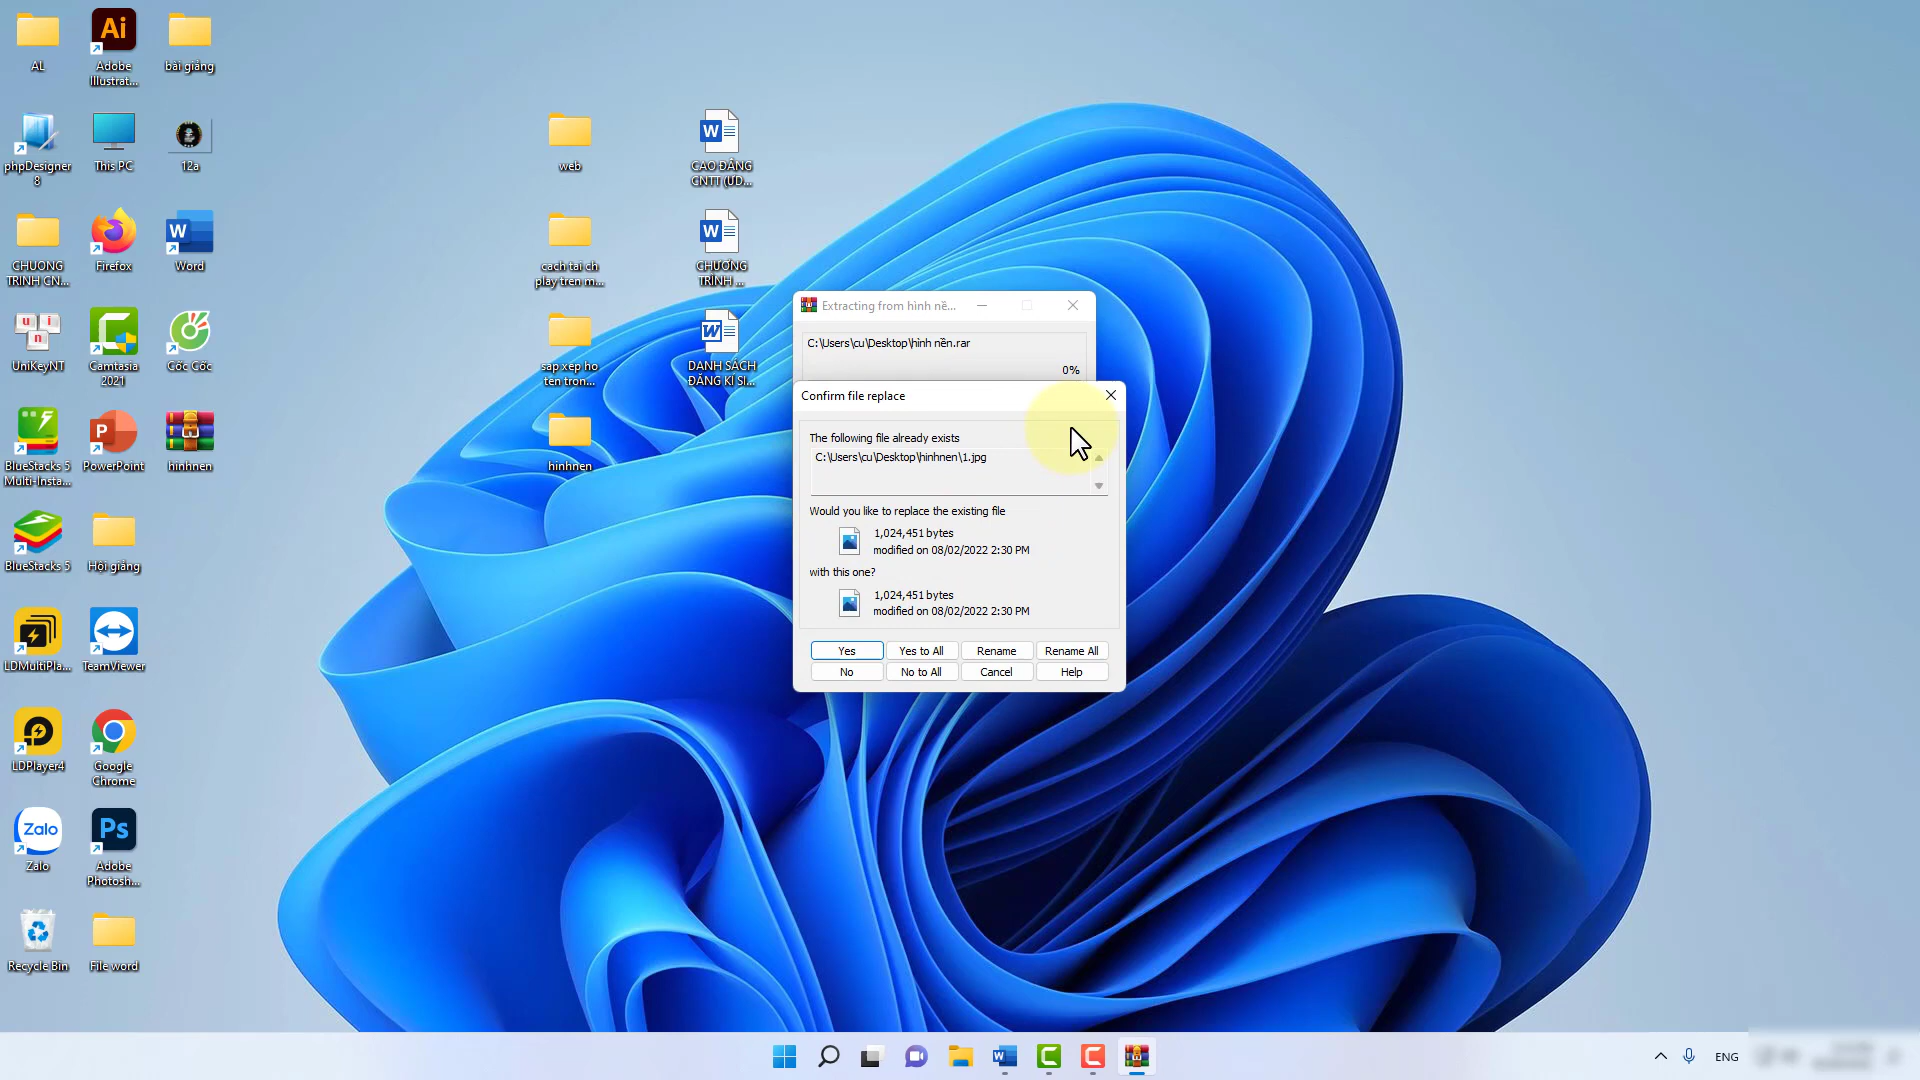 AL
Ai
Adobe
Illustrat...
bài giảng
phpDesigner
8
This PC
12a
web
W
CAO ĐẲNG
CNTT (ƯD...
CHUONG
TRINH CN...
Firefox
W
Word
cach tai ch
play tren m...
W
CHƯƠNG
TRÌNH ...
u i
n
UniKeyNT
Camtasia
2021
Cốc Cốc
sap xep ho
ten tron...
W
DANH SÁCH
ĐĂNG KÍ SI...
BlueStacks 5
Multi-Insta...
P
PowerPoint
hinhnen
hinhnen
BlueStacks 5
Hội giảng
LDMultiPla...
TeamViewer
LDPlayer4
Google
Chrome
Zalo
Zalo
Ps
Adobe
Photosh...
Recycle Bin
File word
Extracting from hình nề...
C:\Users\cu\Desktop\hình nền.rar
0%
Confirm file replace
The following file already exists
C:\Users\cu\Desktop\hinhnen\1.jpg
Would you like to replace the existing file
1,024,451 bytes
modified on 08/02/2022 2:30 PM
with this one?
1,024,451 bytes
modified on 08/02/2022 2:30 PM
Yes Yes to All Rename Rename All
No No to All Cancel Help
ENG